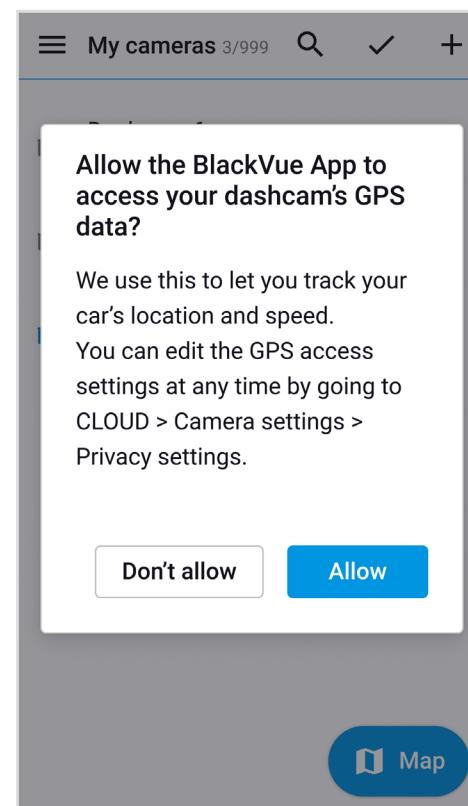 My cameras 3/999
Allow the BlackVue App to
access your dashcam’s GPS
data?
We use this to let you track your
car’s location and speed.
You can edit the GPS access
settings at any time by going to
CLOUD > Camera settings >
Privacy settings.
Don’t allow
Allow
Map